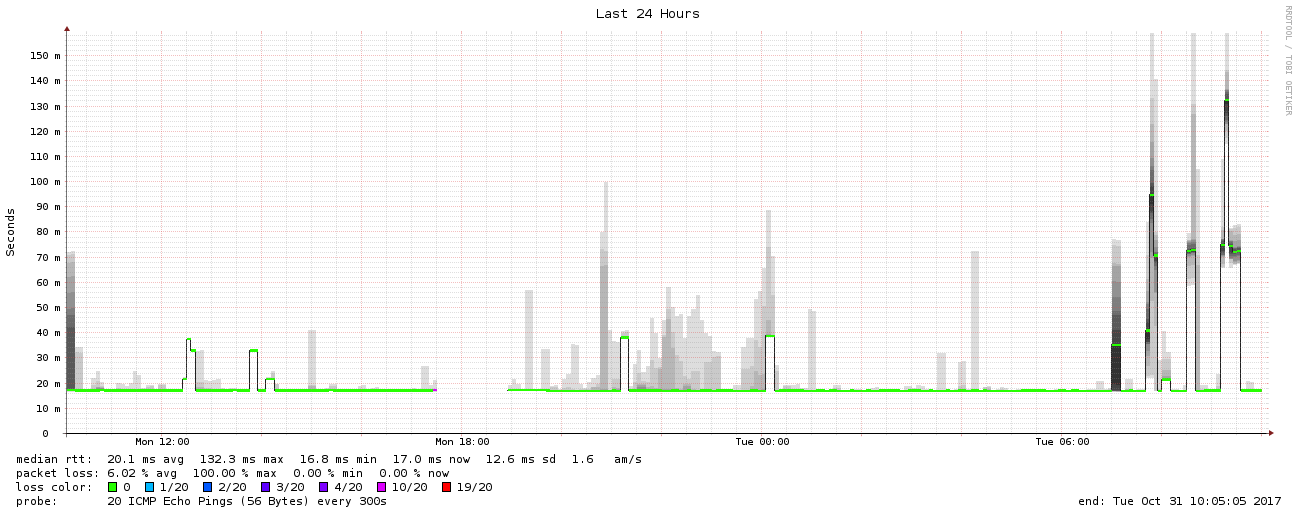 Last 24 Hours
RRDTOOL / TOBI OETIKER
Seconds
150 m
140 m
130 m
120 m
110 m
100 m
90 m
80 m
70 m
60 m
50 m
40 m
30 m
20 m
10 m
0
Mon 12:00 Mon 18:00 Tue 00:00 Tue 06:00
median rtt: 20.1 ms avg 132.3 ms max 16.8 ms min 17.0 ms now 12.6 ms sd 1.6 am/s
packet loss: 6.02 % avg 100.00 % max 0.00 % min 0.00 % now
loss color: 0 1/20 2/20 3/20 4/20 10/20 19/20
probe: 20 ICMP Echo Pings (56 Bytes) every 300s end: Tue Oct 31 10:05:05 2017